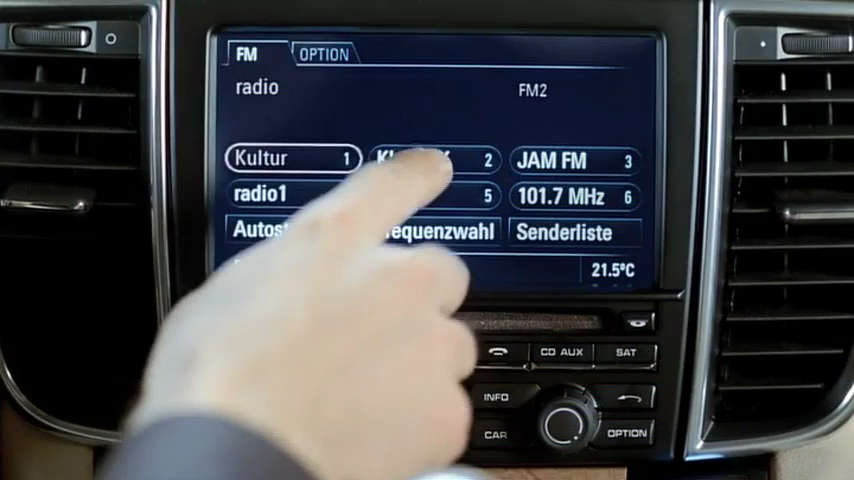 FM OPTION
radio FM2
Kultur 1 2 JAM FM 3
radio1 5 101.7 MHz 6
Senderliste
21.5°C
CD AUX SAT
INFO
CAR OPTION